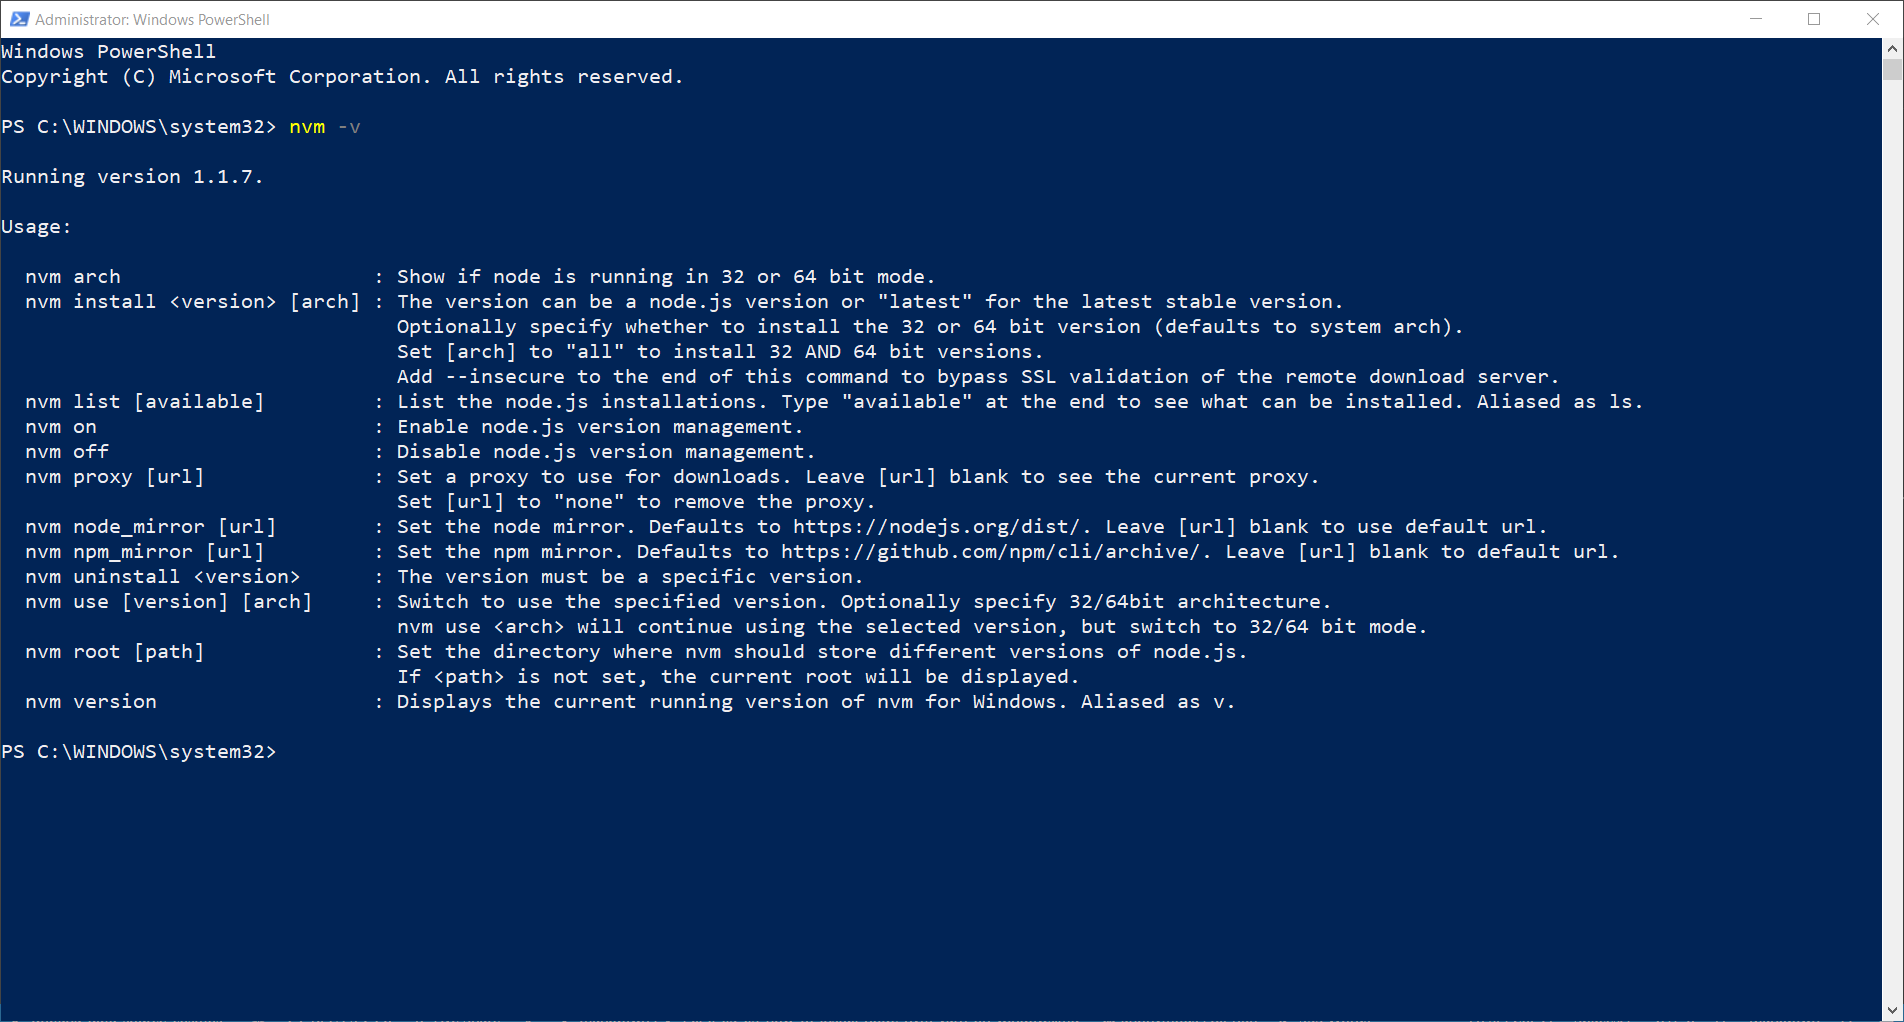 Administrator: Windows PowerShell
Windows PowerShell
Copyright (C) Microsoft Corporation. All rights reserved.
PS C:\WINDOWS\system32> nvm -v
Running version 1.1.7.
Usage:
  nvm arch                     : Show if node is running in 32 or 64 bit mode.
  nvm install <version> [arch] : The version can be a node.js version or "latest" for the latest stable version.
                                 Optionally specify whether to install the 32 or 64 bit version (defaults to system arch).
                                 Set [arch] to "all" to install 32 AND 64 bit versions.
                                 Add --insecure to the end of this command to bypass SSL validation of the remote download server.
  nvm list [available]         : List the node.js installations. Type "available" at the end to see what can be installed. Aliased as ls.
  nvm on                       : Enable node.js version management.
  nvm off                      : Disable node.js version management.
  nvm proxy [url]              : Set a proxy to use for downloads. Leave [url] blank to see the current proxy.
                                 Set [url] to "none" to remove the proxy.
  nvm node_mirror [url]        : Set the node mirror. Defaults to https://nodejs.org/dist/. Leave [url] blank to use default url.
  nvm npm_mirror [url]         : Set the npm mirror. Defaults to https://github.com/npm/cli/archive/. Leave [url] blank to default url.
  nvm uninstall <version>      : The version must be a specific version.
  nvm use [version] [arch]     : Switch to use the specified version. Optionally specify 32/64bit architecture.
                                 nvm use <arch> will continue using the selected version, but switch to 32/64 bit mode.
  nvm root [path]              : Set the directory where nvm should store different versions of node.js.
                                 If <path> is not set, the current root will be displayed.
  nvm version                  : Displays the current running version of nvm for Windows. Aliased as v.
PS C:\WINDOWS\system32>